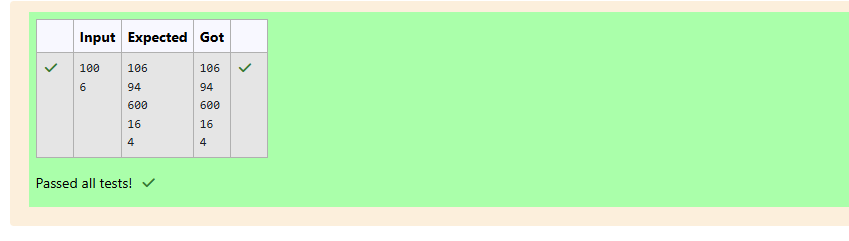 Input Expected Got
100 106 106
6 94 94
600 600
16 16
4 4
Passed all tests!